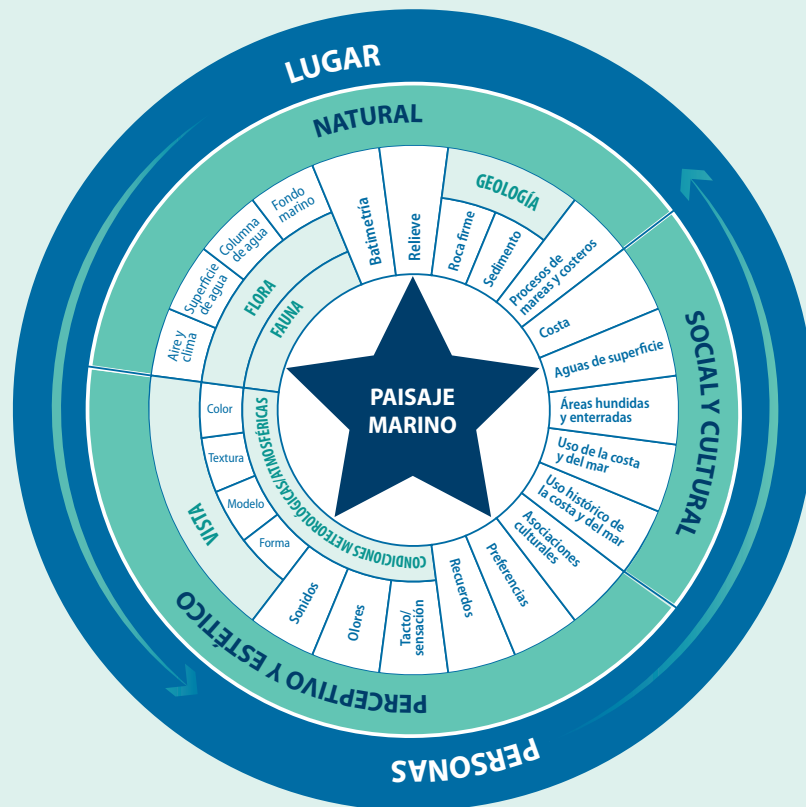 LUGAR
NATURAL
GEOLOGÍA
Fondo
marino
Columna
de agua
Superficie
de agua
Aire y
clima
FLORA
FAUNA
Batimetría
Relieve
Roca firme
Sedimento
Procesos de
mareas y costeros
Costa
Aguas de superficie
Áreas hundidas
y enterradas
Uso de la costa
y del mar
Uso histórico de
la costa y del mar
Asociaciones
culturales
SOCIAL Y CULTURAL
PAISAJE
MARINO
Preferencias
Recuerdos
Tacto/
sensación
Olores
Sonidos
CONDICIONES METEOROLÓGICAS/ATMOSFÉRICAS
Color
Textura
Modelo
Forma
VISTA
PERCEPTIVO Y ESTÉTICO
PERSONAS